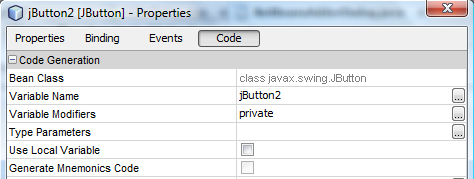 jButton2 [JButton] - Properties
Properties Binding Events Code
Code Generation
Bean Class class javax.swing.JButton
Variable Name jButton2 ...
Variable Modifiers private ...
Type Parameters ...
Use Local Variable
Generate Mnemonics Code